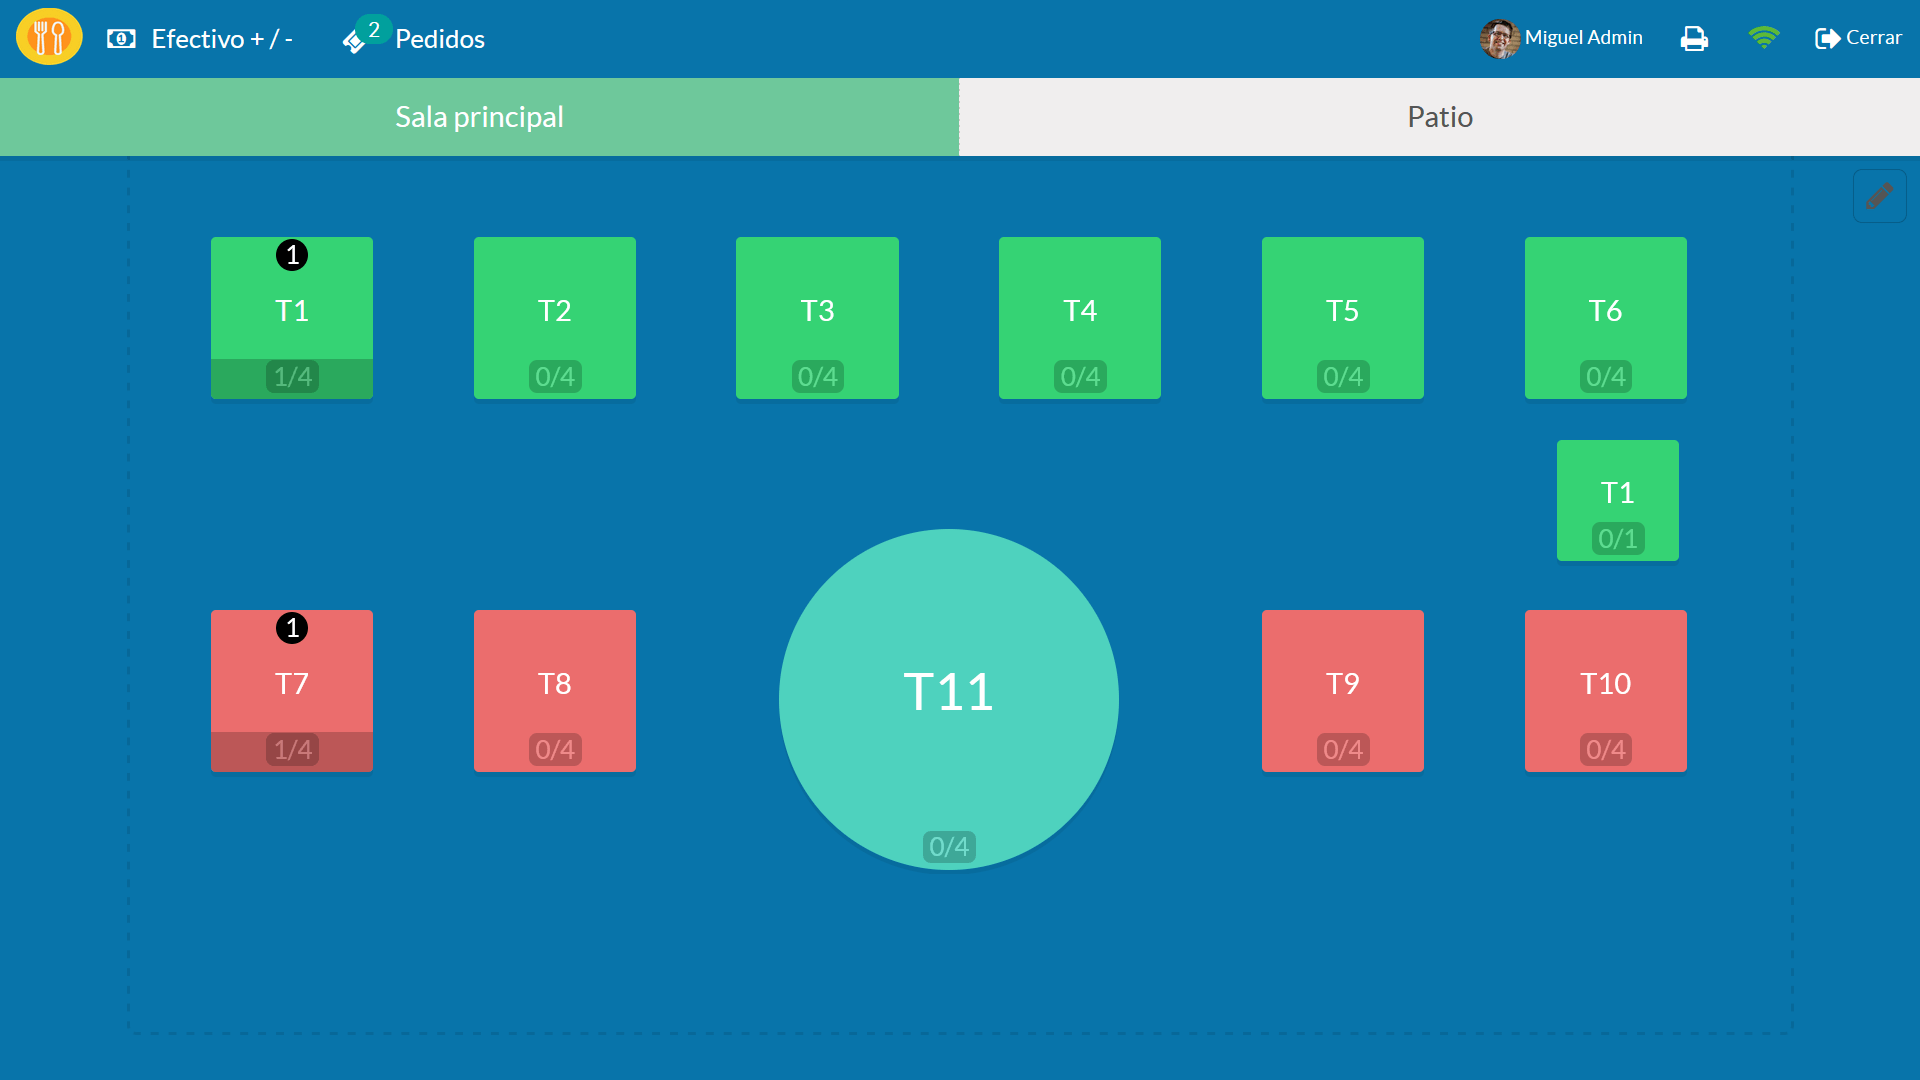 Efectivo + / -
2
Pedidos
Miguel Admin
Cerrar
Sala principal
Patio
1
T1
1/4
T2
0/4
T3
0/4
T4
0/4
T5
0/4
T6
0/4
T1
0/1
1
T7
1/4
T8
0/4
T11
0/4
T9
0/4
T10
0/4